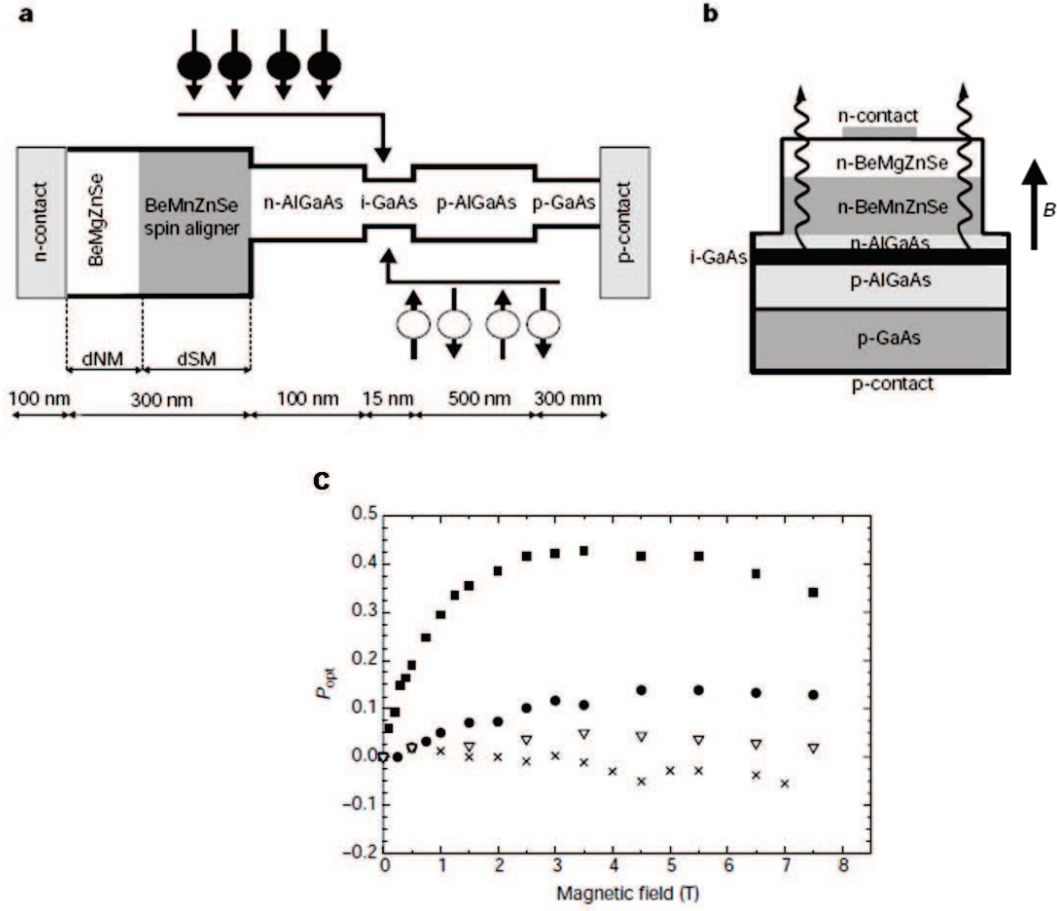 a
n-contact
BeMgZnSe
BeMnZnSe
spin aligner
n-AlGaAs
i-GaAs
p-AlGaAs
p-GaAs
p-contact
dNM
dSM
100 nm
300 nm
100 nm
15 nm
500 nm
300 mm
b
n-contact
n-BeMgZnSe
n-BeMnZnSe
n-AlGaAs
i-GaAs
p-AlGaAs
p-GaAs
p-contact
B
c
0.5
0.4
0.3
0.2
0.1
0.0
–0.1
–0.2
Popt
0 1 2 3 4 5 6 7 8
Magnetic field (T)